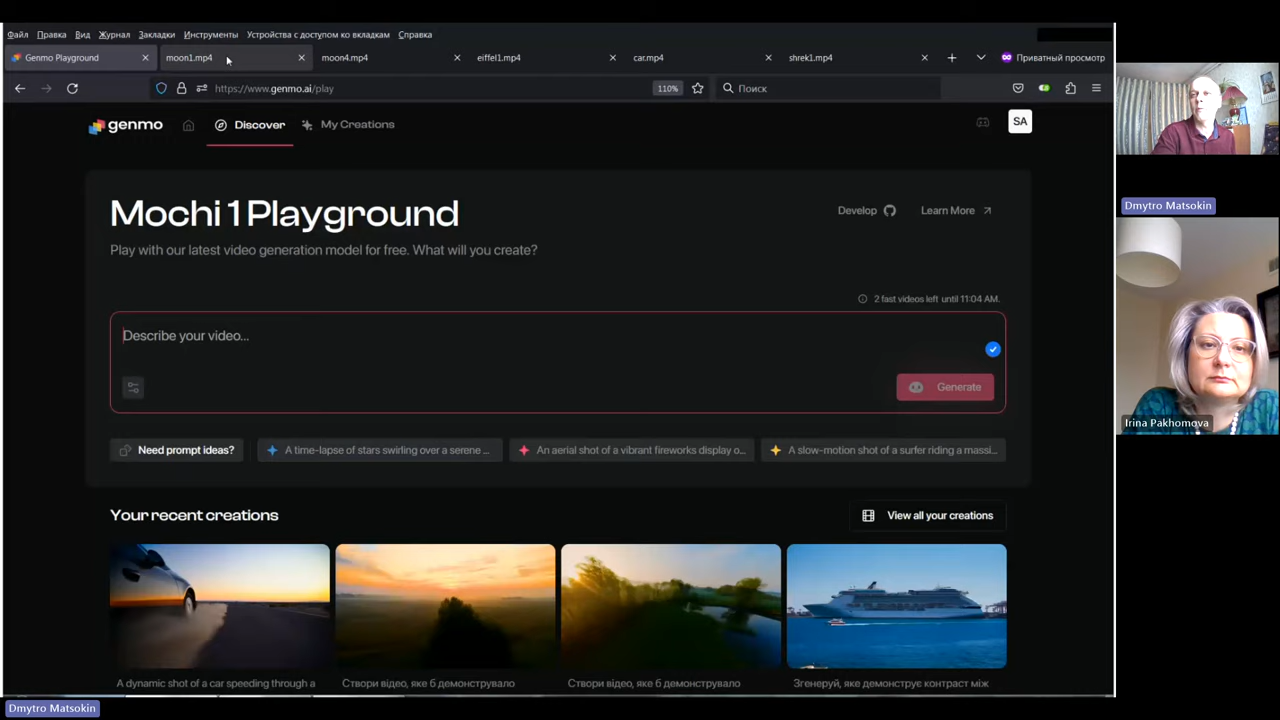 Файл Правка Вид Журнал Закладки Инструменты Устройства с доступом ко вкладкам Справка
Genmo Playground moon1.mp4 moon4.mp4 eiffel1.mp4 car.mp4 shrek1.mp4 Приватный просмотр
https://www.genmo.ai/play 110% Поиск
genmo Discover My Creations SA
Mochi 1 Playground
Develop Learn More
Play with our latest video generation model for free. What will you create?
2 fast videos left until 11:04 AM.
Describe your video...
Generate
Need prompt ideas? A time-lapse of stars swirling over a serene ... An aerial shot of a vibrant fireworks display o... A slow-motion shot of a surfer riding a massi...
Your recent creations
View all your creations
A dynamic shot of a car speeding through a
Створи відео, яке б демонструвало
Створи відео, яке б демонструвало
Згенеруй, яке демонструє контраст між
Dmytro Matsokin
Irina Pakhomova
Dmytro Matsokin